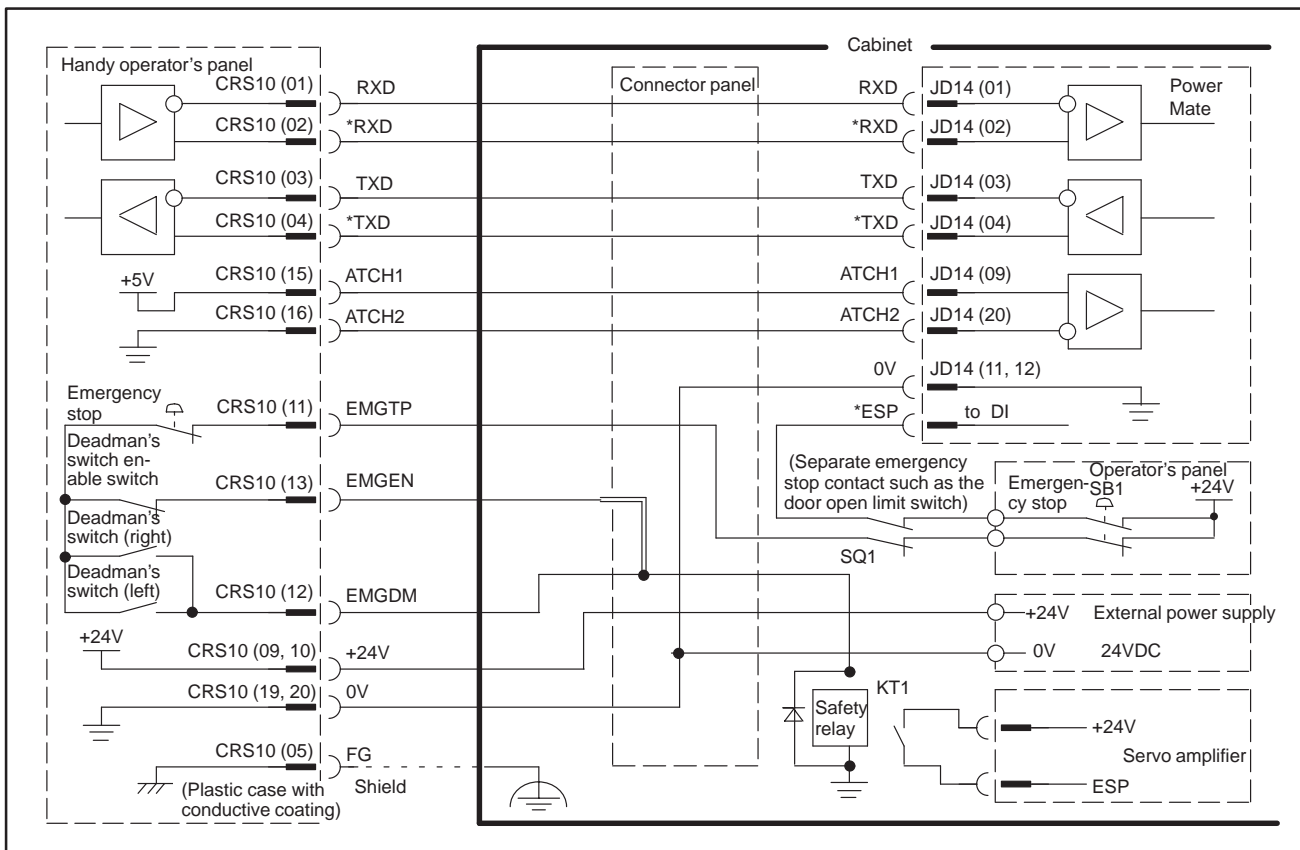 Cabinet
Handy operator's panel
CRS10 (01)
RXD
CRS10 (02)
*RXD
CRS10 (03)
TXD
CRS10 (04)
*TXD
+5V
CRS10 (15)
ATCH1
CRS10 (16)
ATCH2
Emergency
stop
CRS10 (11)
EMGTP
Deadman's
switch en-
able switch
CRS10 (13)
EMGEN
Deadman's
switch (right)
Deadman's
switch (left)
CRS10 (12)
EMGDM
+24V
CRS10 (09, 10)
+24V
CRS10 (19, 20)
0V
CRS10 (05)
FG
Shield
(Plastic case with
conductive coating)
Connector panel
RXD
JD14 (01)
Power
Mate
*RXD
JD14 (02)
TXD
JD14 (03)
*TXD
JD14 (04)
ATCH1
JD14 (09)
ATCH2
JD14 (20)
0V
JD14 (11, 12)
*ESP
to DI
(Separate emergency
stop contact such as the
door open limit switch)
SQ1
Operator's panel
Emergen-
cy stop
SB1
+24V
+24V
External power supply
0V
24VDC
KT1
Safety
relay
+24V
Servo amplifier
ESP